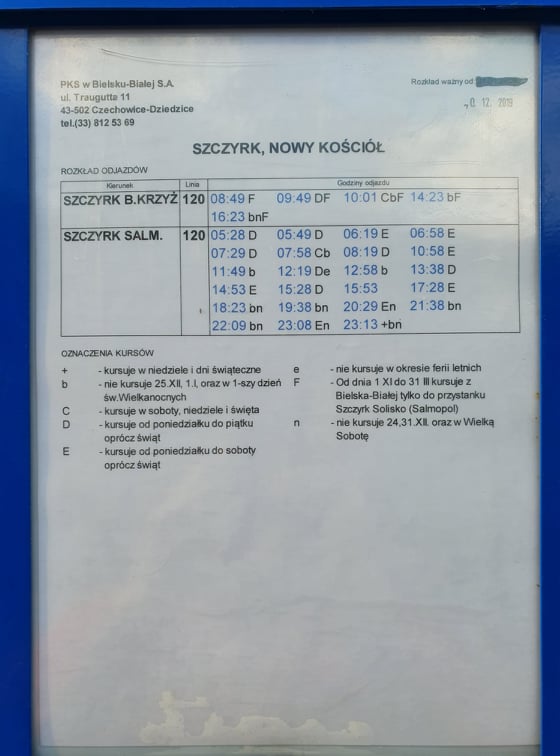 PKS w Bielsku-Białej S.A.
ul. Traugutta 11
43-502 Czechowice-Dziedzice
tel.(33) 812 53 69
Rozkład ważny od:
12. 2019
SZCZYRK, NOWY KOŚCIÓŁ
ROZKŁAD ODJAZDÓW
Kierunek Linia Godziny odjazdu
SZCZYRK B.KRZYŻ 120 08:49 F 09:49 DF 10:01 CbF 14:23 bF
16:23 bnF
SZCZYRK SALM. 120 05:28 D 05:49 D 06:19 E 06:58 E
07:29 D 07:58 Cb 08:19 D 10:58 E
11:49 b 12:19 De 12:58 b 13:38 D
14:53 E 15:28 D 15:53 17:28 E
18:23 bn 19:38 bn 20:29 En 21:38 bn
22:09 bn 23:08 En 23:13 +bn
OZNACZENIA KURSÓW
+ - kursuje w niedziele i dni świąteczne
b - nie kursuje 25.XII, 1.I, oraz w 1-szy dzień
św.Wielkanocnych
C - kursuje w soboty, niedziele i święta
D - kursuje od poniedziałku do piątku
oprócz świąt
E - kursuje od poniedziałku do soboty
oprócz świąt
e - nie kursuje w okresie ferii letnich
F - Od dnia 1 XI do 31 III kursuje z
Bielska-Białej tylko do przystanku
Szczyrk Solisko (Salmopol)
n - nie kursuje 24,31.XII. oraz w Wielką
Sobotę